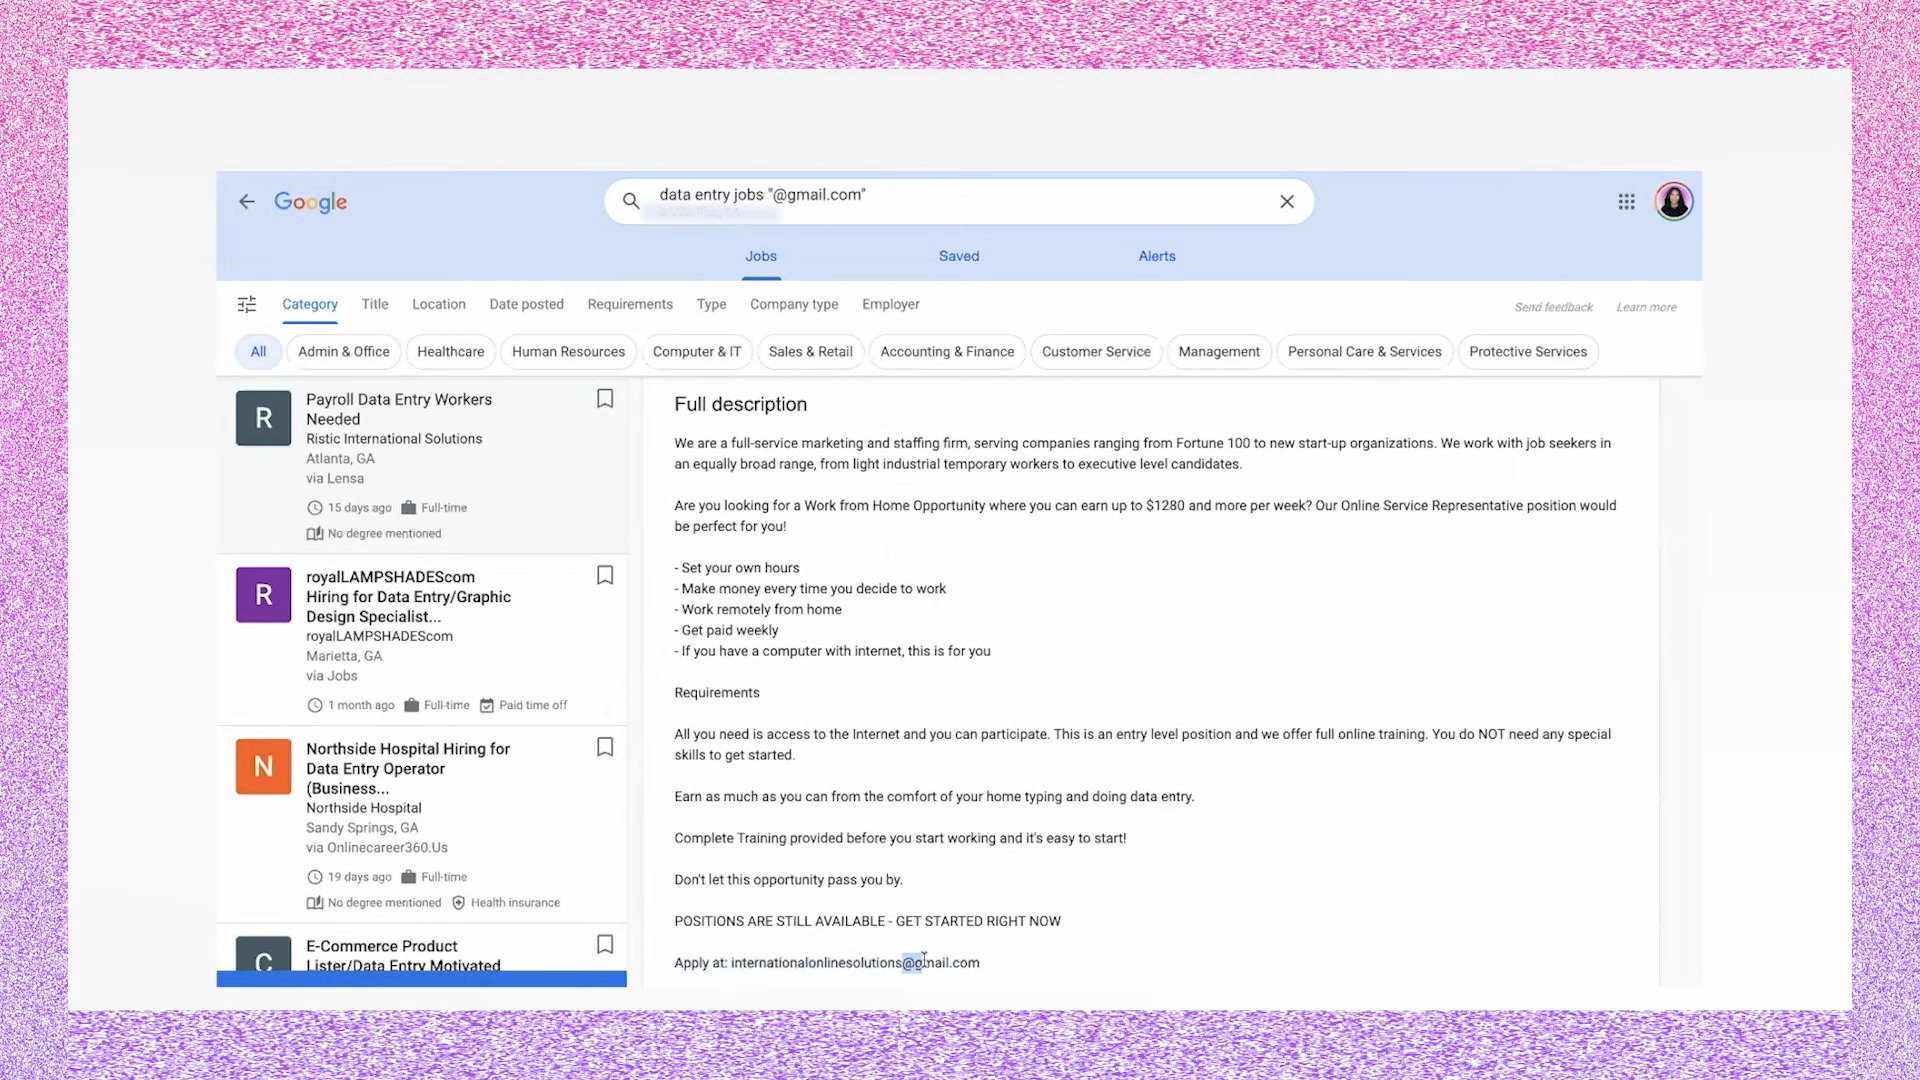 Google
data entry jobs "@gmail.com"
Jobs
Saved
Alerts
Category
Title
Location
Date posted
Requirements
Type
Company type
Employer
Send feedback
Learn more
All
Admin & Office
Healthcare
Human Resources
Computer & IT
Sales & Retail
Accounting & Finance
Customer Service
Management
Personal Care & Services
Protective Services
R
Payroll Data Entry Workers
Needed
Ristic International Solutions
Atlanta, GA
via Lensa
15 days ago
Full-time
No degree mentioned
R
royalLAMPSHADEScom
Hiring for Data Entry/Graphic
Design Specialist...
royalLAMPSHADEScom
Marietta, GA
via Jobs
1 month ago
Full-time
Paid time off
N
Northside Hospital Hiring for
Data Entry Operator
(Business...
Northside Hospital
Sandy Springs, GA
via Onlinecareer360.Us
19 days ago
Full-time
No degree mentioned
Health insurance
C
E-Commerce Product
Lister/Data Entry Motivated
Full description
We are a full-service marketing and staffing firm, serving companies ranging from Fortune 100 to new start-up organizations. We work with job seekers in
an equally broad range, from light industrial temporary workers to executive level candidates.
Are you looking for a Work from Home Opportunity where you can earn up to $1280 and more per week? Our Online Service Representative position would
be perfect for you!
- Set your own hours
- Make money every time you decide to work
- Work remotely from home
- Get paid weekly
- If you have a computer with internet, this is for you
Requirements
All you need is access to the Internet and you can participate. This is an entry level position and we offer full online training. You do NOT need any special
skills to get started.
Earn as much as you can from the comfort of your home typing and doing data entry.
Complete Training provided before you start working and it's easy to start!
Don't let this opportunity pass you by.
POSITIONS ARE STILL AVAILABLE - GET STARTED RIGHT NOW
Apply at: internationalonlinesolutions@gmail.com